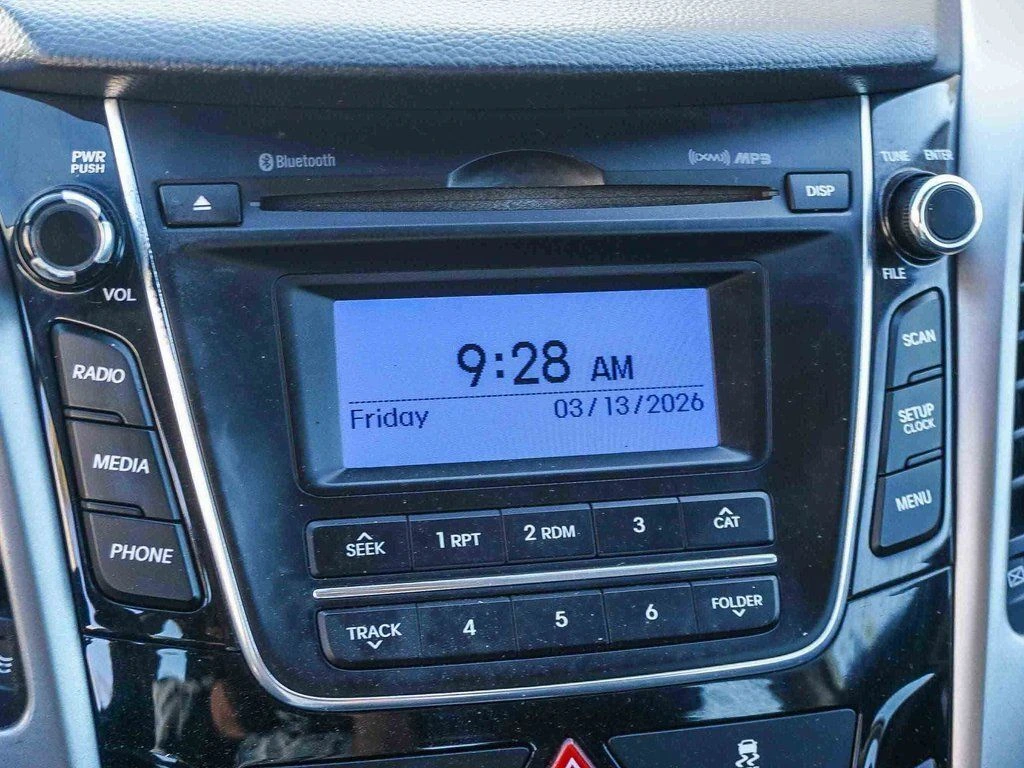 PWR
PUSH
Bluetooth
XM MP3
TUNE ENTER
DISP
VOL
FILE
9:28 AM
Friday 03/13/2026
RADIO
MEDIA
PHONE
SCAN
SETUP
CLOCK
MENU
SEEK 1 RPT 2 RDM 3 CAT
TRACK 4 5 6 FOLDER